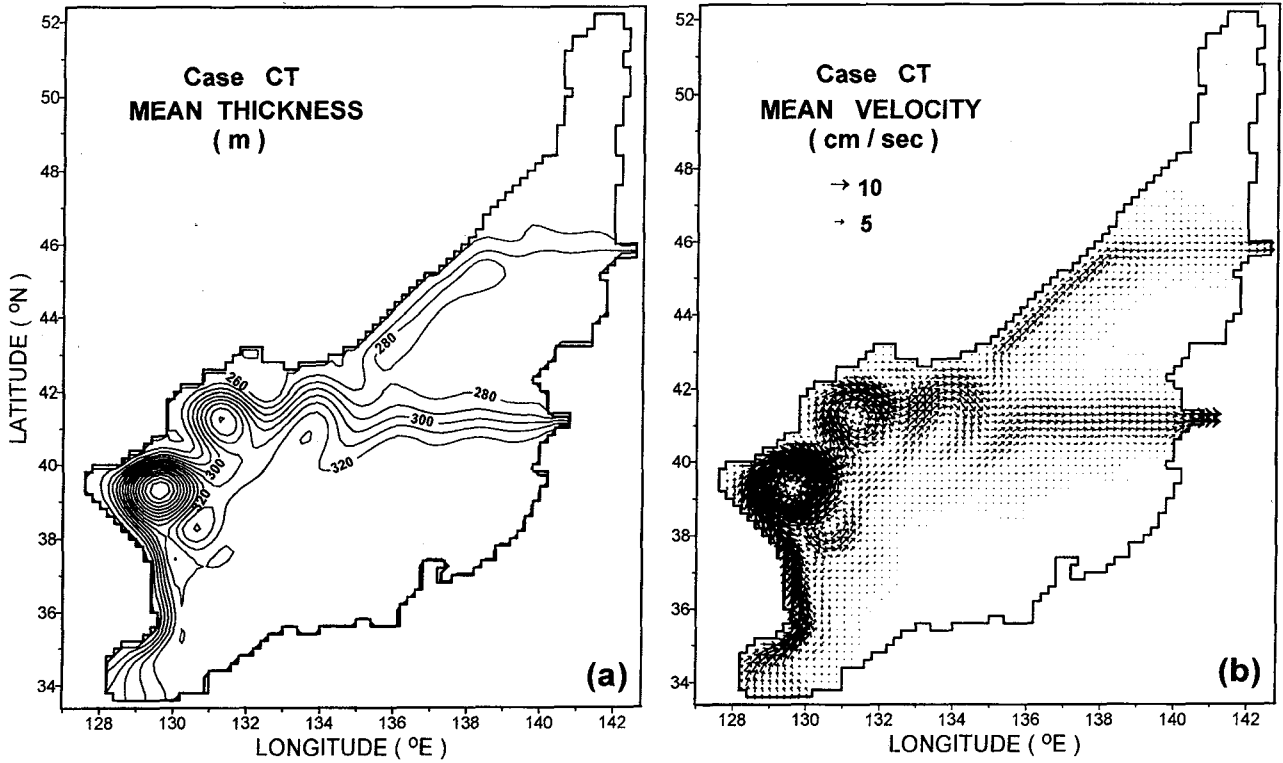 Case CT
MEAN THICKNESS
( m )
52
50
48
46
44
42
40
38
36
34
LATITUDE ( °N )
280
260
280
300
320
300
320
(a)
128 130 132 134 136 138 140 142
LONGITUDE ( °E )
Case CT
MEAN VELOCITY
( cm / sec )
10
5
52
50
48
46
44
42
40
38
36
34
(b)
128 130 132 134 136 138 140 142
LONGITUDE ( °E )